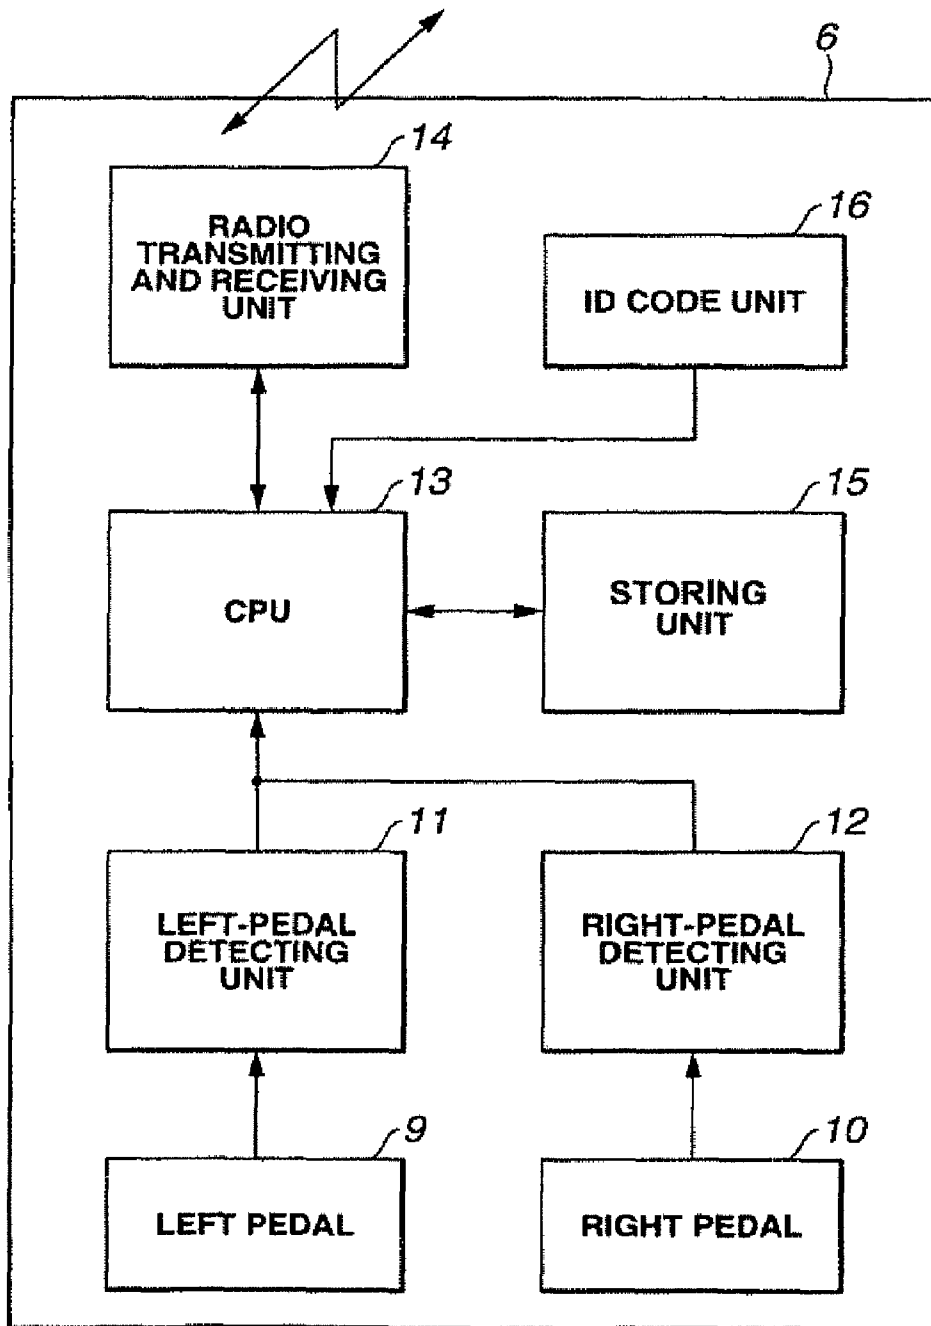 6
14
RADIO
TRANSMITTING
AND RECEIVING
UNIT
16
ID CODE UNIT
13
CPU
15
STORING
UNIT
11
LEFT-PEDAL
DETECTING
UNIT
12
RIGHT-PEDAL
DETECTING
UNIT
9
LEFT PEDAL
10
RIGHT PEDAL